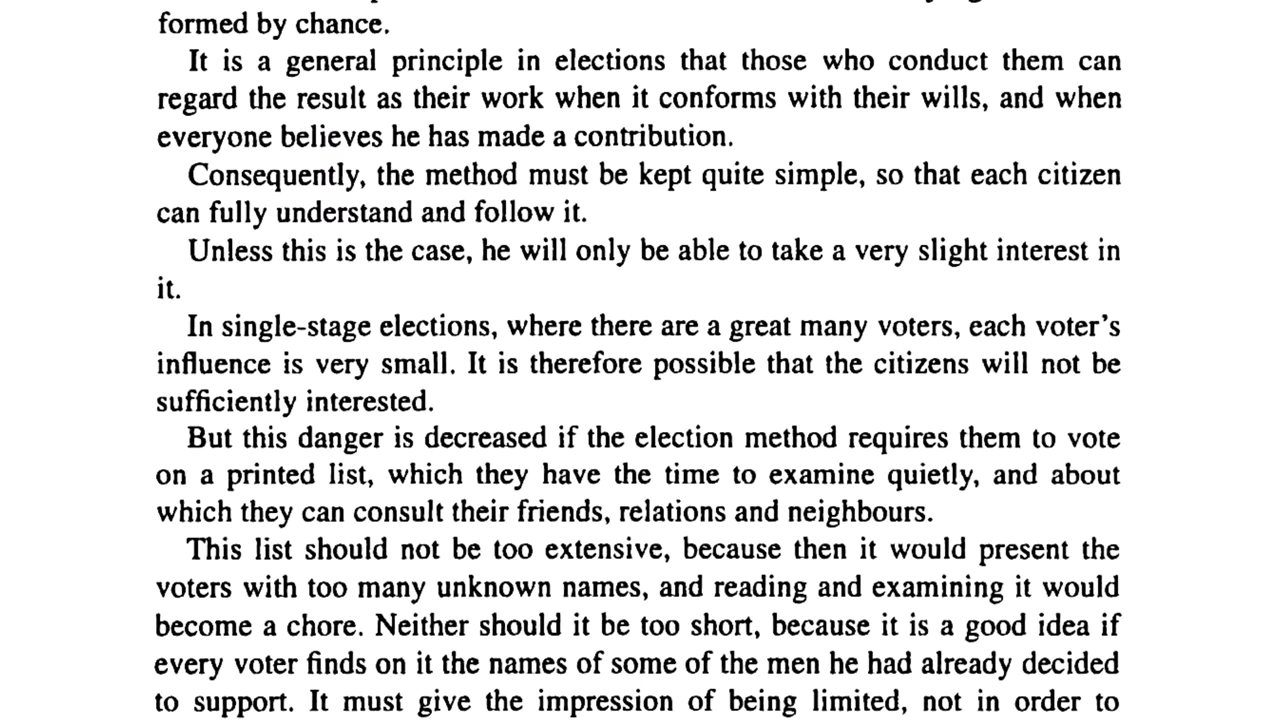 formed by chance.
It is a general principle in elections that those who conduct them can
regard the result as their work when it conforms with their wills, and when
everyone believes he has made a contribution.
Consequently, the method must be kept quite simple, so that each citizen
can fully understand and follow it.
Unless this is the case, he will only be able to take a very slight interest in
it.
In single-stage elections, where there are a great many voters, each voter's
influence is very small. It is therefore possible that the citizens will not be
sufficiently interested.
But this danger is decreased if the election method requires them to vote
on a printed list, which they have the time to examine quietly, and about
which they can consult their friends, relations and neighbours.
This list should not be too extensive, because then it would present the
voters with too many unknown names, and reading and examining it would
become a chore. Neither should it be too short, because it is a good idea if
every voter finds on it the names of some of the men he had already decided
to support. It must give the impression of being limited, not in order to